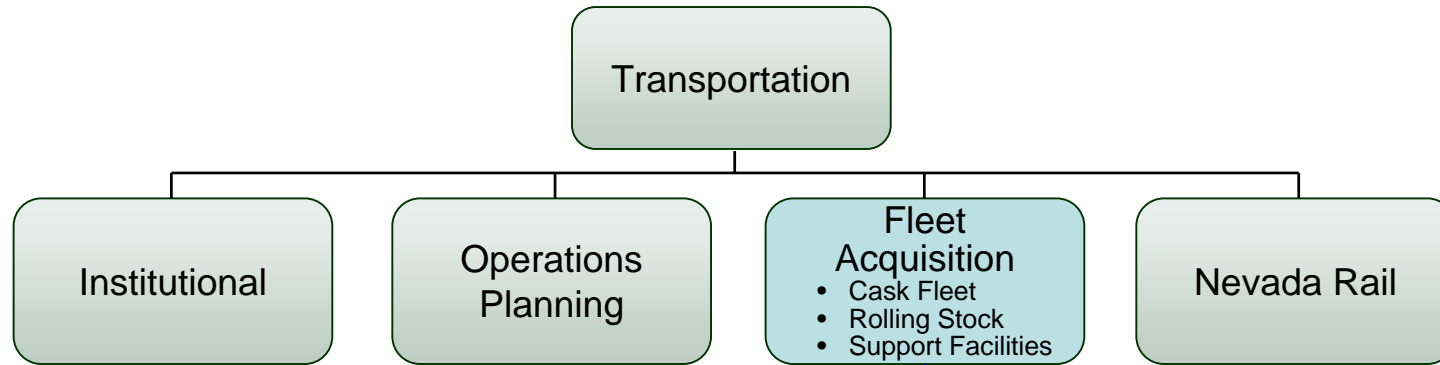 Transportation
Institutional
Operations
Planning
Fleet
Acquisition
• Cask Fleet
• Rolling Stock
• Support Facilities
Nevada Rail